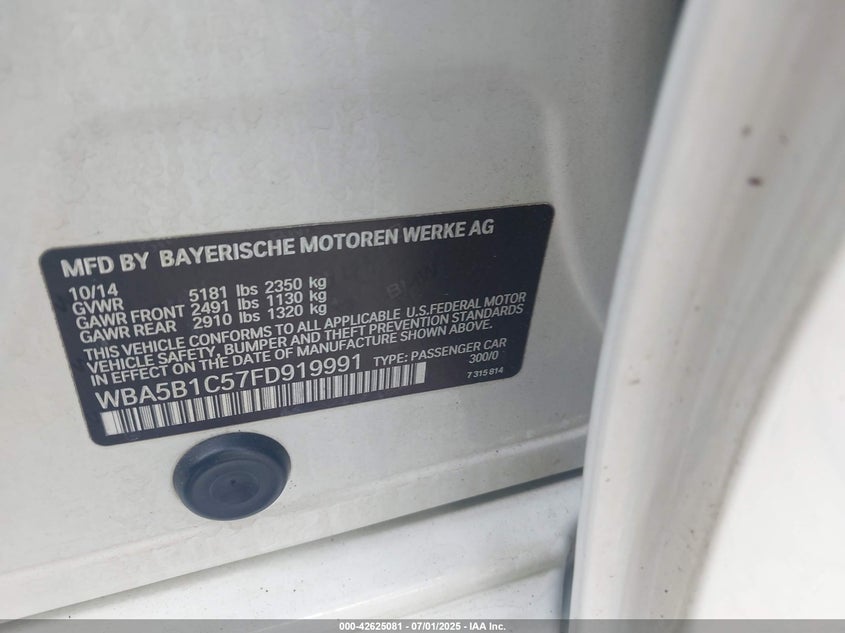 MFD BY BAYERISCHE MOTOREN WERKE AG
10/14
GVWR 5181 lbs 2350 kg
GAWR FRONT 2491 lbs 1130 kg
GAWR REAR 2910 lbs 1320 kg
THIS VEHICLE CONFORMS TO ALL APPLICABLE U.S.FEDERAL MOTOR
VEHICLE SAFETY, BUMPER AND THEFT PREVENTION STANDARDS
IN EFFECT ON THE DATE OF MANUFACTURE SHOWN ABOVE.
WBA5B1C57FD919991 TYPE: PASSENGER CAR
300/0
7 315 814
000-42625081 - 07/01/2025 - IAA Inc.